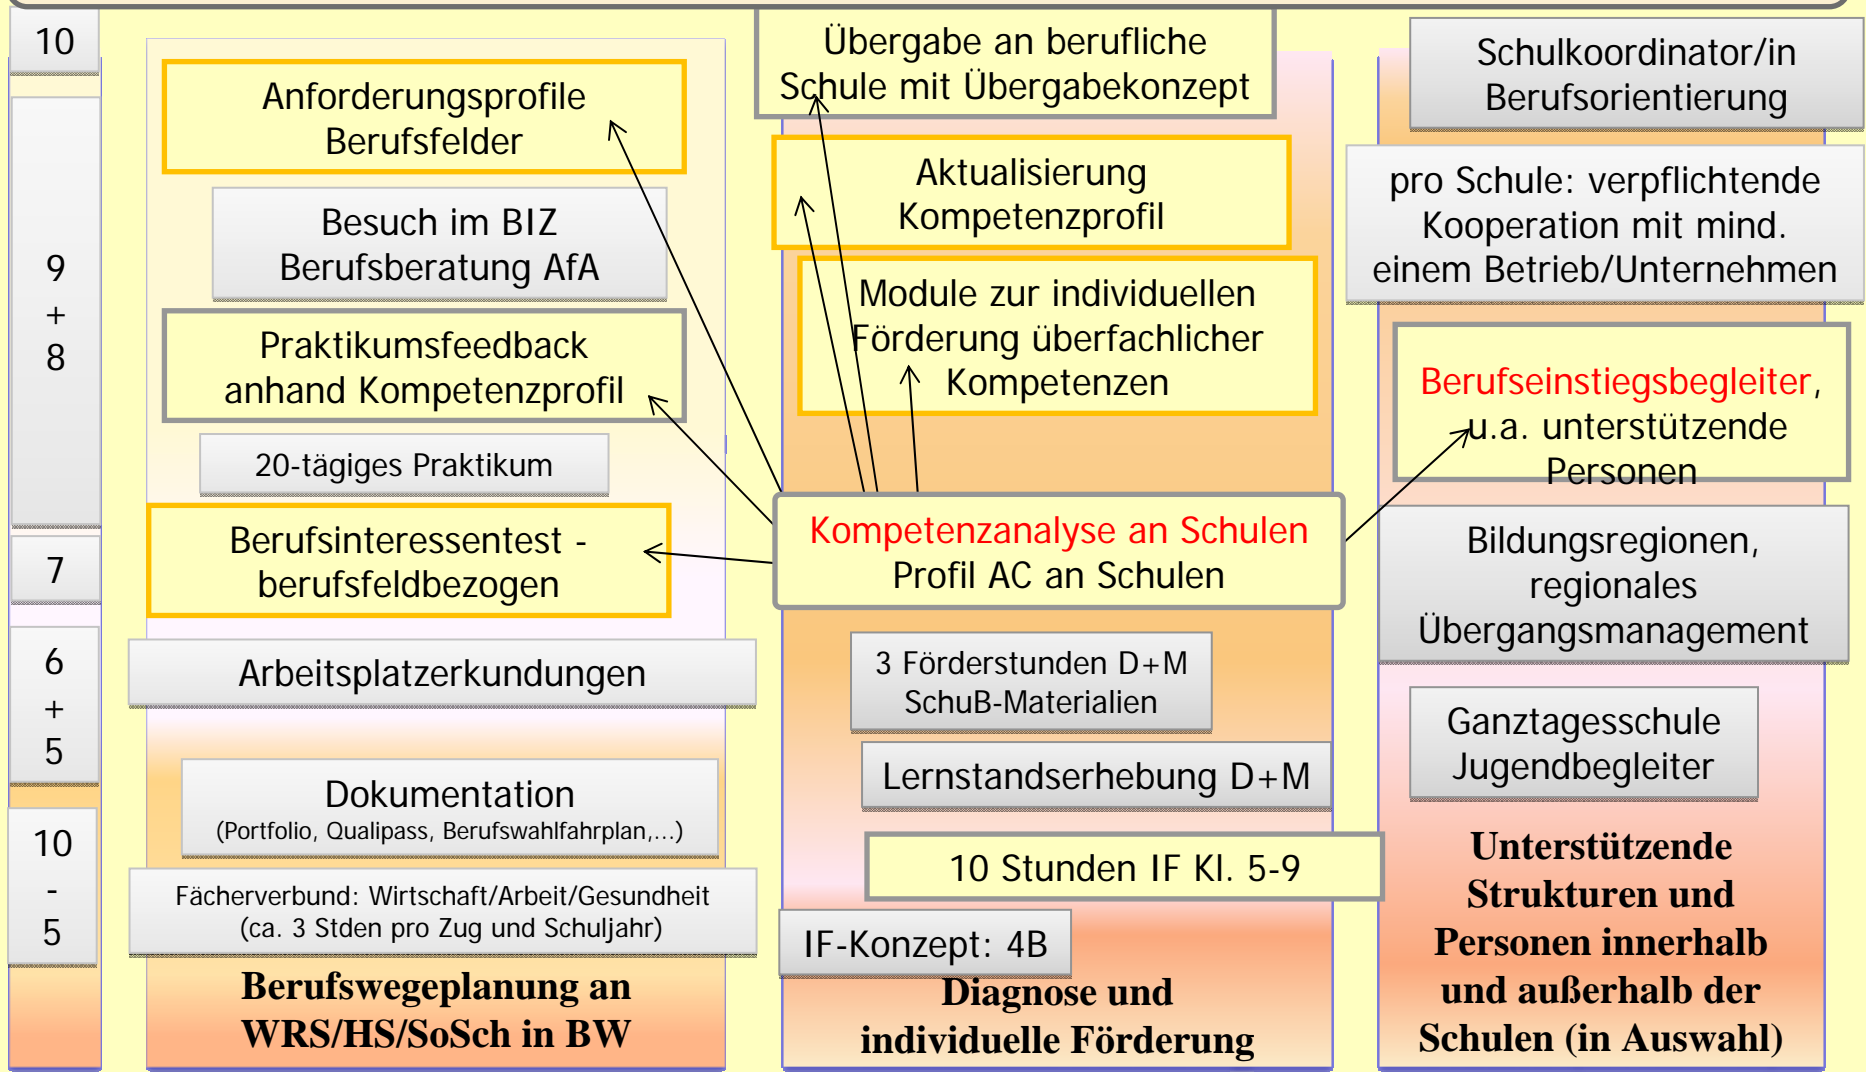 10
9
+
8
7
6
+
5
10
-
5
Anforderungsprofile
Berufsfelder
Besuch im BIZ
Berufsberatung AfA
Praktikumsfeedback
anhand Kompetenzprofil
20-tägiges Praktikum
Berufsinteressentest -
berufsfeldbezogen
Arbeitsplatzerkundungen
Dokumentation
(Portfolio, Qualipass, Berufswahlfahrplan,...)
Fächerverbund: Wirtschaft/Arbeit/Gesundheit
(ca. 3 Stden pro Zug und Schuljahr)
Berufswegeplanung an
WRS/HS/SoSch in BW
Übergabe an berufliche
Schule mit Übergabekonzept
Aktualisierung
Kompetenzprofil
Module zur individuellen
Förderung überfachlicher
Kompetenzen
Kompetenzanalyse an Schulen
Profil AC an Schulen
3 Förderstunden D+M
SchuB-Materialien
Lernstandserhebung D+M
10 Stunden IF Kl. 5-9
IF-Konzept: 4B
Diagnose und
individuelle Förderung
Schulkoordinator/in
Berufsorientierung
pro Schule: verpflichtende
Kooperation mit mind.
einem Betrieb/Unternehmen
Berufseinstiegsbegleiter,
u.a. unterstützende
Personen
Bildungsregionen,
regionales
Übergangsmanagement
Ganztagesschule
Jugendbegleiter
Unterstützende
Strukturen und
Personen innerhalb
und außerhalb der
Schulen (in Auswahl)